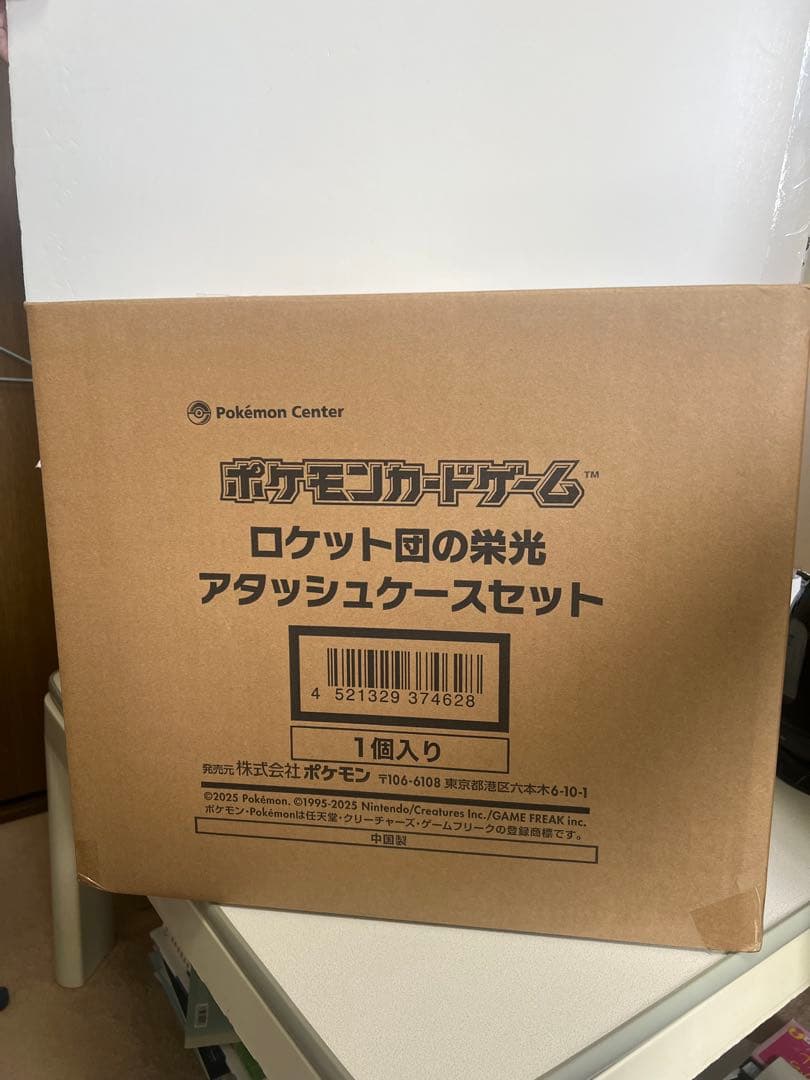 Pokémon Center
ポケモンカードゲーム™
ロケット団の栄光
アタッシュケースセット
4 521329 374628
1個入り
発売元 株式会社 ポケモン 〒106-6108 東京都港区六本木6-10-1
©2025 Pokémon. ©1995-2025 Nintendo/Creatures Inc./GAME FREAK inc.
ポケモン・Pokémonは任天堂・クリーチャーズ・ゲームフリークの登録商標です。
中国製